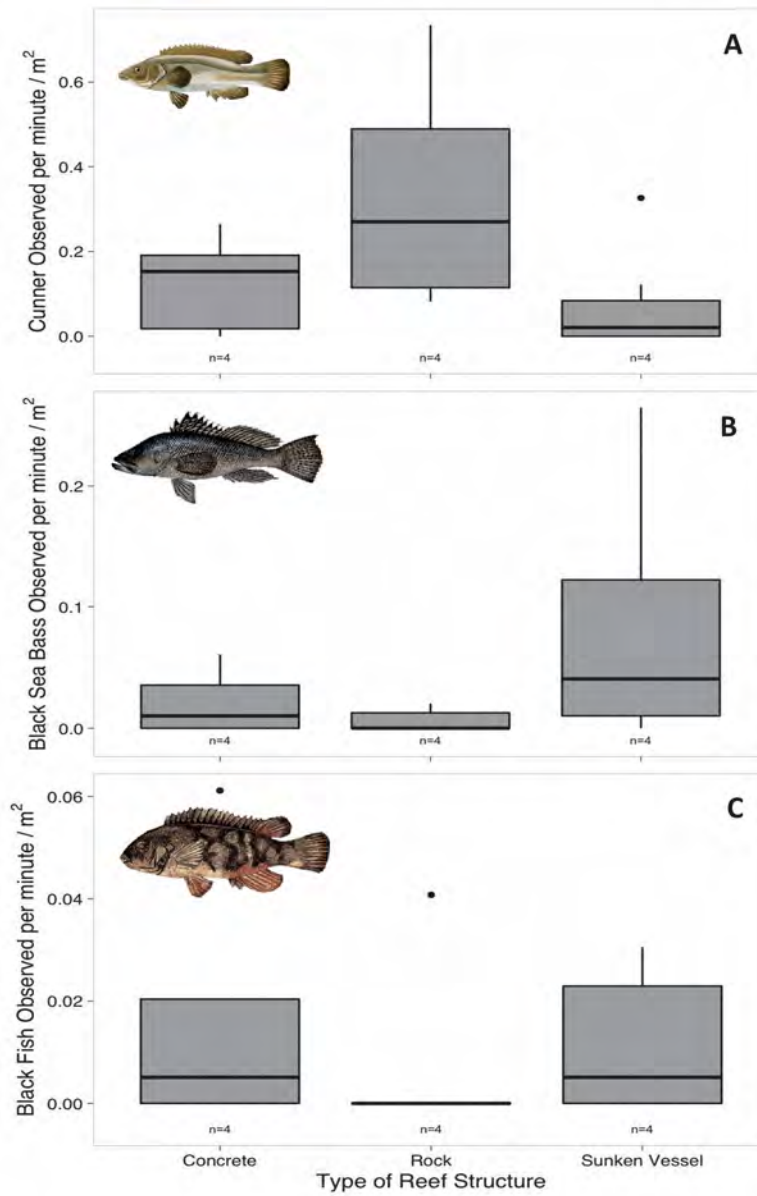 A
Cunner Observed per minute / m²
0.6
0.4
0.2
0.0
n=4 n=4 n=4
B
Black Sea Bass Observed per minute / m²
0.2
0.1
0.0
n=4 n=4 n=4
C
Black Fish Observed per minute / m²
0.06
0.04
0.02
0.00
n=4 n=4 n=4
Concrete Rock Sunken Vessel
Type of Reef Structure